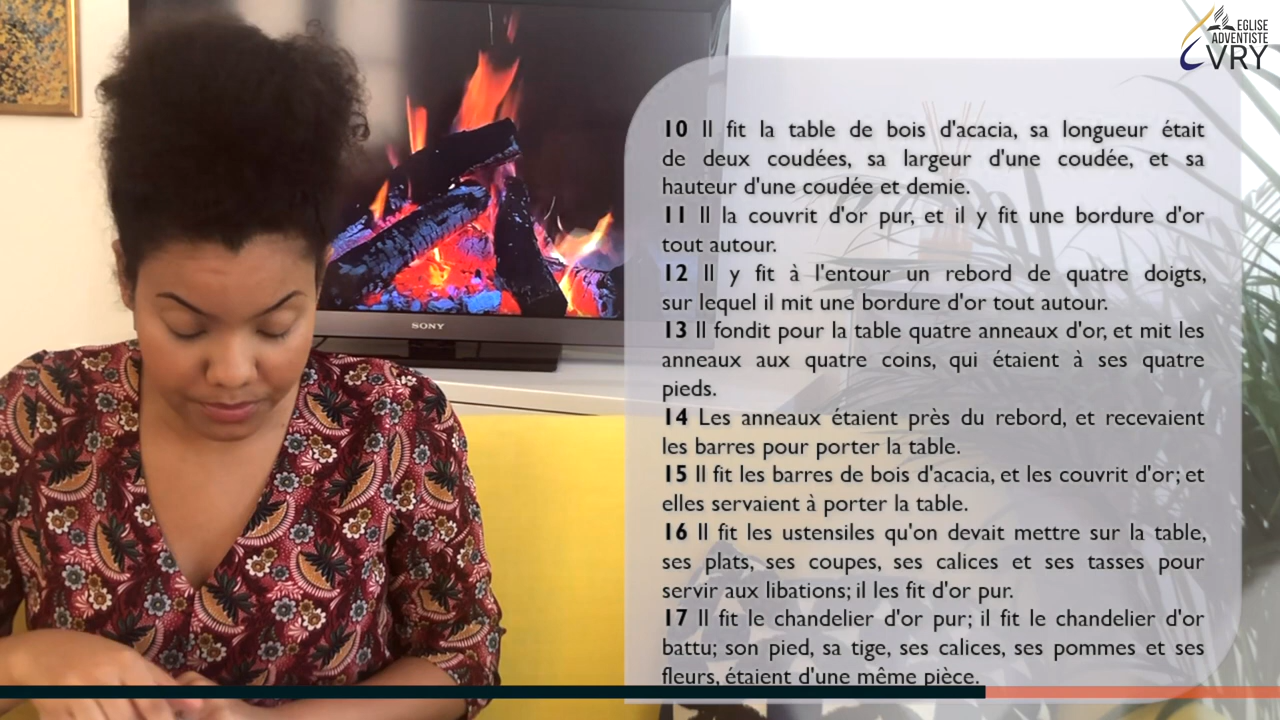 EGLISE
ADVENTISTE
VRY
10 Il fit la table de bois d'acacia, sa longueur était
de deux coudées, sa largeur d'une coudée, et sa
hauteur d'une coudée et demie.
11 Il la couvrit d'or pur, et il y fit une bordure d'or
tout autour.
12 Il y fit à l'entour un rebord de quatre doigts,
sur lequel il mit une bordure d'or tout autour.
13 Il fondit pour la table quatre anneaux d'or, et mit les
anneaux aux quatre coins, qui étaient à ses quatre
pieds.
14 Les anneaux étaient près du rebord, et recevaient
les barres pour porter la table.
15 Il fit les barres de bois d'acacia, et les couvrit d'or; et
elles servaient à porter la table.
16 Il fit les ustensiles qu'on devait mettre sur la table,
ses plats, ses coupes, ses calices et ses tasses pour
servir aux libations; il les fit d'or pur.
17 Il fit le chandelier d'or pur; il fit le chandelier d'or
battu; son pied, sa tige, ses calices, ses pommes et ses
fleurs, étaient d'une même pièce.
SONY